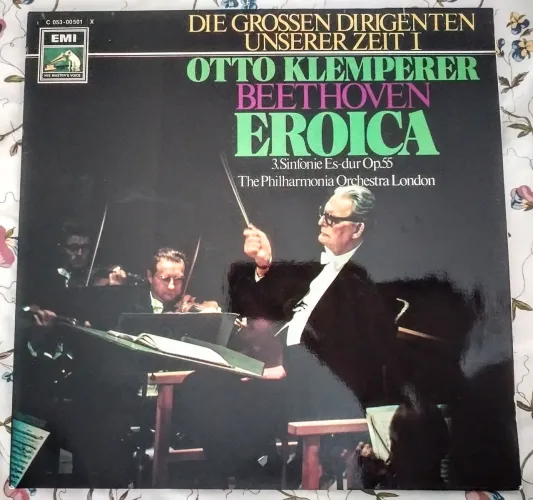 C 053-00501 X
EMI
HIS MASTER'S VOICE
DIE GROSSEN DIRIGENTEN
UNSERER ZEIT I
OTTO KLEMPERER
BEETHOVEN
EROICA
3. Sinfonie Es-dur Op. 55
The Philharmonia Orchestra London